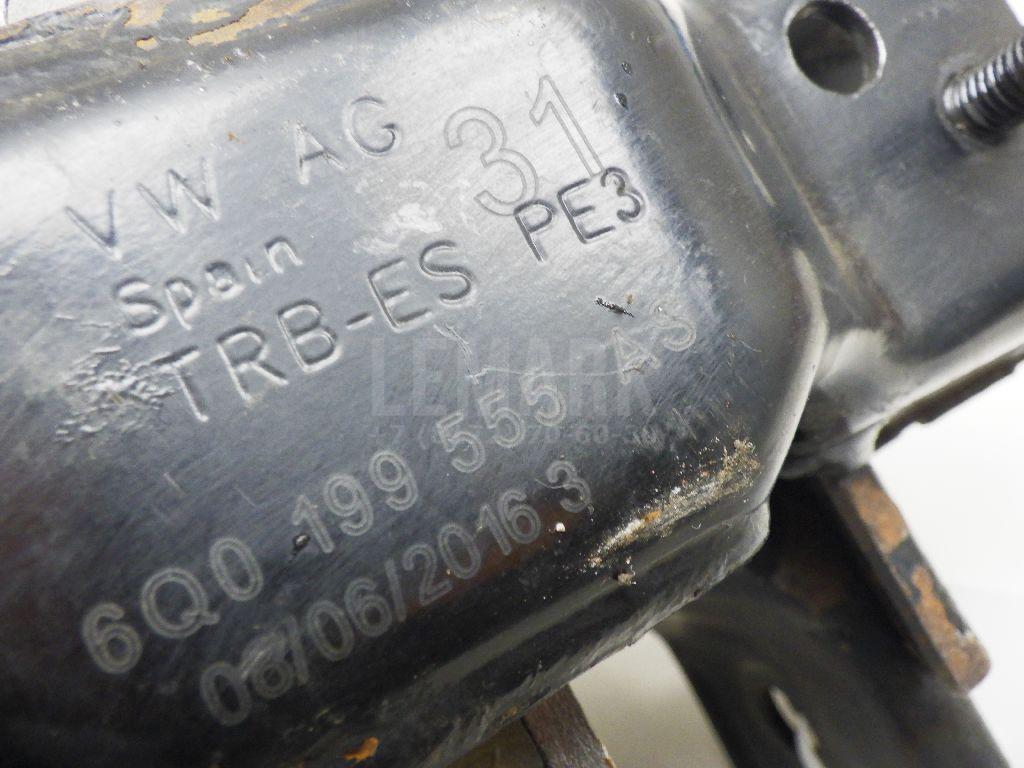 VW AG 31
Spain
TRB-ES PE3
6Q0 199 555 AS
08/06/2016 3
LEMARK